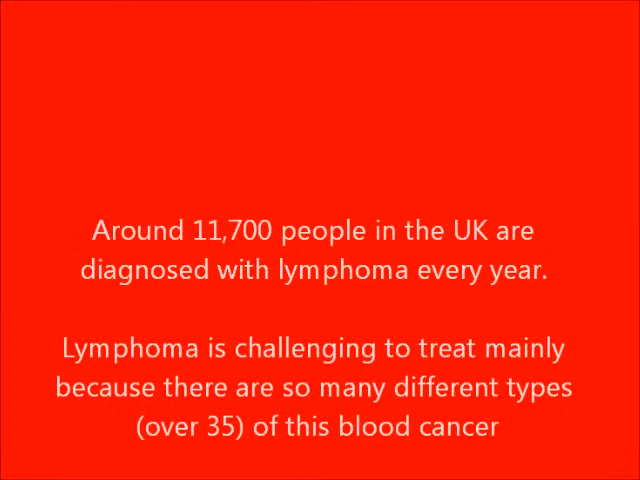 Around 11,700 people in the UK are
diagnosed with lymphoma every year.
Lymphoma is challenging to treat mainly
because there are so many different types
(over 35) of this blood cancer